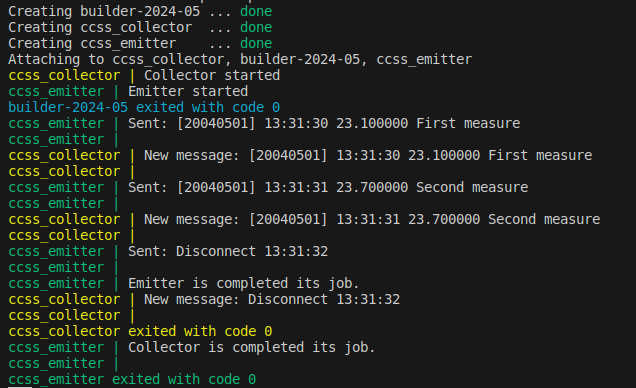 Creating builder-2024-05 ... done
Creating ccss_collector  ... done
Creating ccss_emitter    ... done
Attaching to ccss_collector, builder-2024-05, ccss_emitter
ccss_collector | Collector started
ccss_emitter | Emitter started
builder-2024-05 exited with code 0
ccss_emitter | Sent: [20040501] 13:31:30 23.100000 First measure
ccss_emitter |
ccss_collector | New message: [20040501] 13:31:30 23.100000 First measure
ccss_collector |
ccss_emitter | Sent: [20040501] 13:31:31 23.700000 Second measure
ccss_emitter |
ccss_collector | New message: [20040501] 13:31:31 23.700000 Second measure
ccss_collector |
ccss_emitter | Sent: Disconnect 13:31:32
ccss_emitter |
ccss_emitter | Emitter is completed its job.
ccss_collector | New message: Disconnect 13:31:32
ccss_collector |
ccss_collector exited with code 0
ccss_emitter | Collector is completed its job.
ccss_emitter |
ccss_emitter exited with code 0